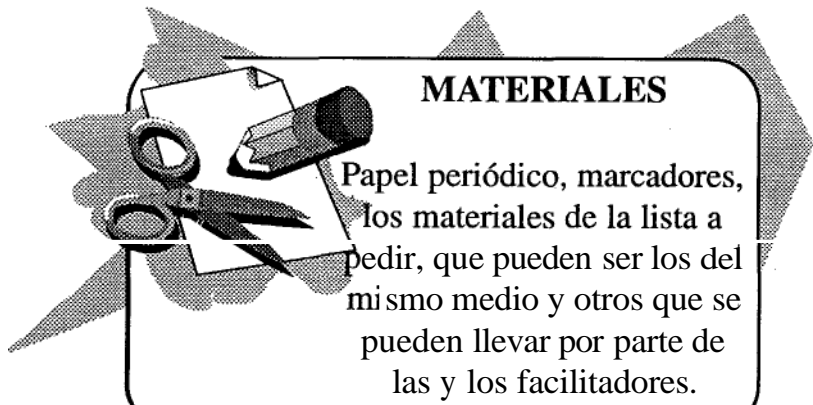 MATERIALES
Papel periódico, marcadores,
los materiales de la lista a
pedir, que pueden ser los del
mismo medio y otros que se
pueden llevar por parte de
las y los facilitadores.